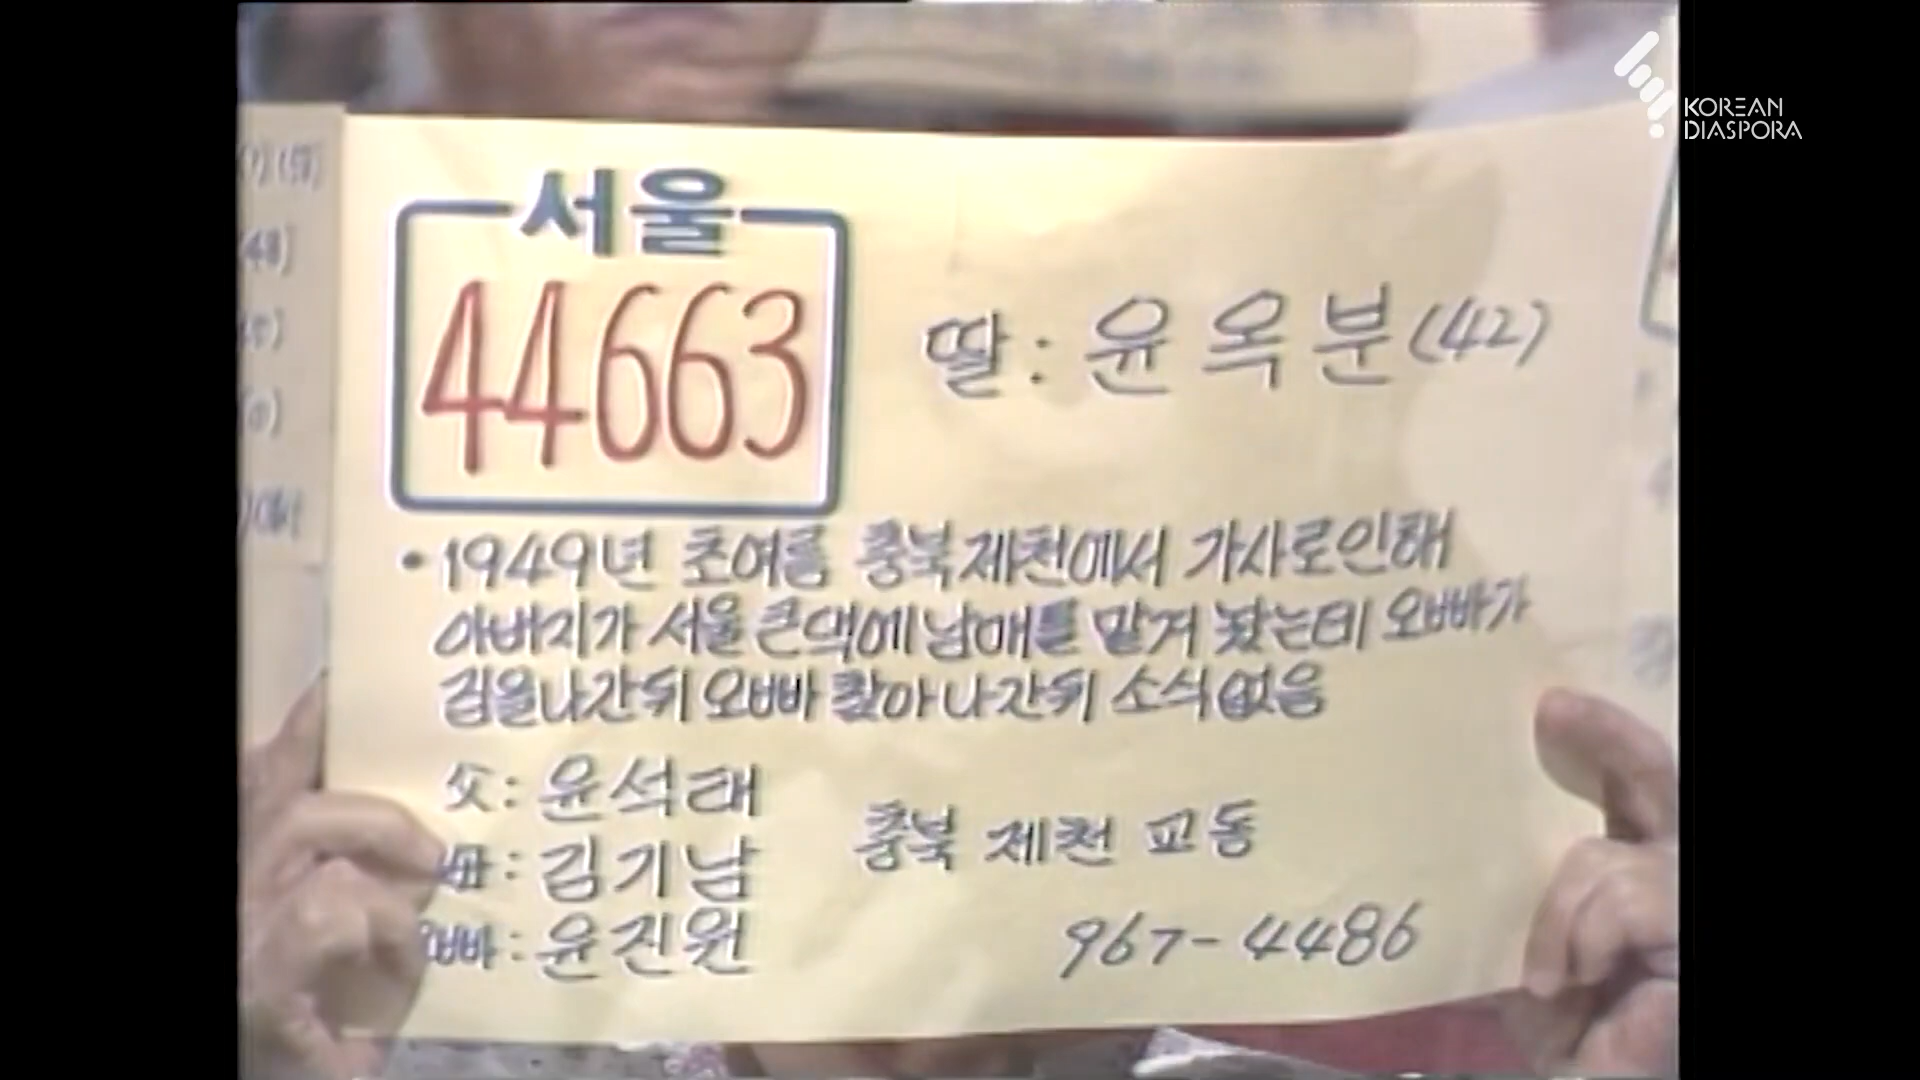 KOREAN
DIASPORA
서울
44663
딸 : 윤옥분(42)
• 1949년 초여름 충북제천에서 가사로인해
아버지가 서울큰댁에남매를 맡겨 놨는데 오빠가
집을나간뒤 오빠 찾아나간뒤 소식없음
父 : 윤석태
母 : 김기남
오빠 : 윤진원
충북 제천 교동
967-4486
48)